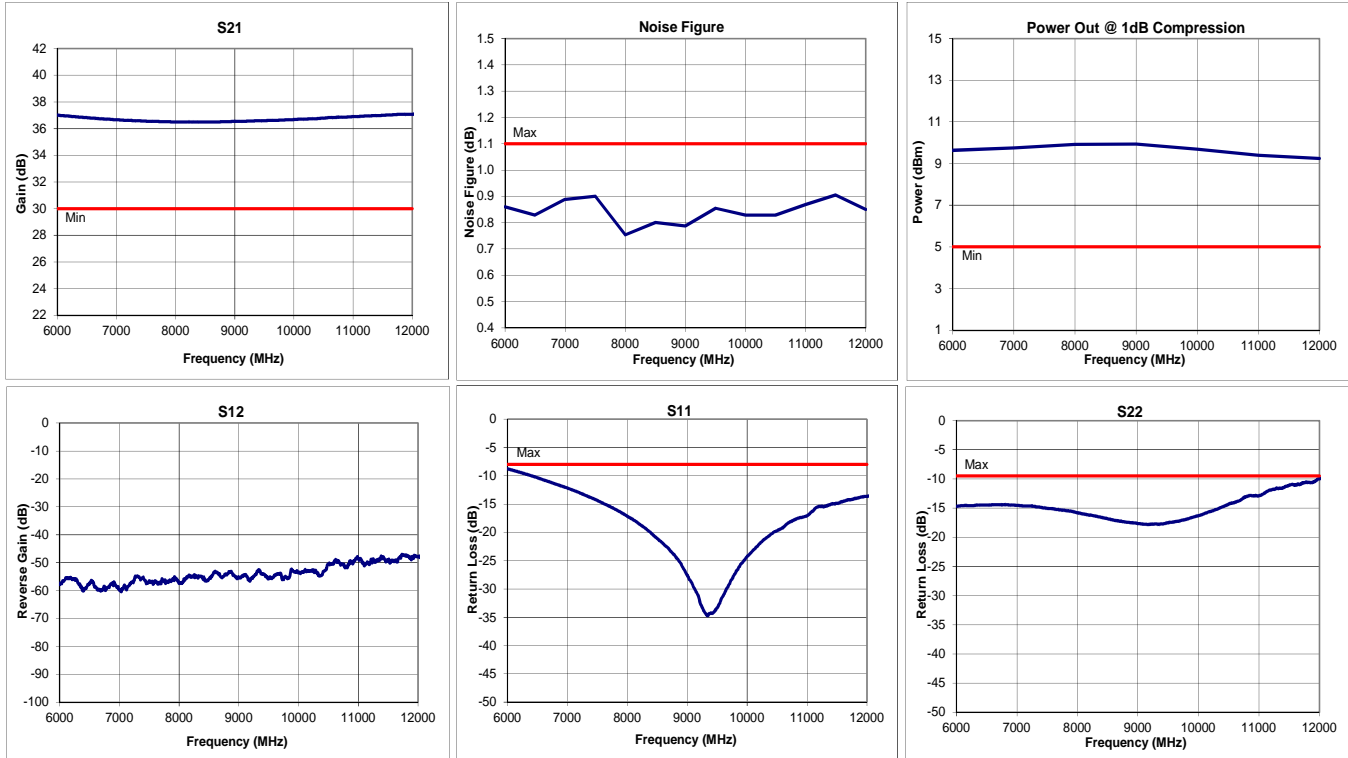 S21
Gain (dB)
42
40
38
36
34
32
30
28
26
24
22
Min
6000 7000 8000 9000 10000 11000 12000
Frequency (MHz)
Noise Figure
Noise Figure (dB)
1.5
1.4
1.3
1.2
1.1
1.0
0.9
0.8
0.7
0.6
0.5
0.4
Max
6000 7000 8000 9000 10000 11000 12000
Frequency (MHz)
Power Out @ 1dB Compression
Power (dBm)
15
13
11
9
7
5
3
1
Min
6000 7000 8000 9000 10000 11000 12000
Frequency (MHz)
S12
Reverse Gain (dB)
0
-10
-20
-30
-40
-50
-60
-70
-80
-90
-100
6000 7000 8000 9000 10000 11000 12000
Frequency (MHz)
S11
Return Loss (dB)
0
-5
-10
-15
-20
-25
-30
-35
-40
-45
-50
Max
6000 7000 8000 9000 10000 11000 12000
Frequency (MHz)
S22
Return Loss (dB)
0
-5
-10
-15
-20
-25
-30
-35
-40
-45
-50
Max
6000 7000 8000 9000 10000 11000 12000
Frequency (MHz)